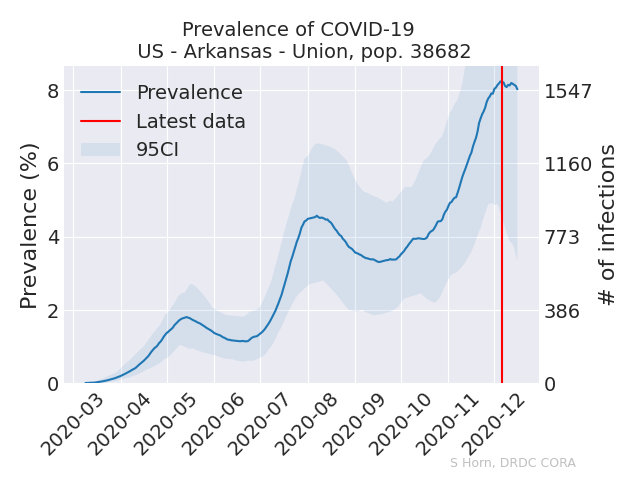 Prevalence of COVID-19
US - Arkansas - Union, pop. 38682
Prevalence
Latest data
95CI
Prevalence (%)
8
6
4
2
0
1547
1160
773
386
0
# of infections
2020-03
2020-04
2020-05
2020-06
2020-07
2020-08
2020-09
2020-10
2020-11
2020-12
S Horn, DRDC CORA